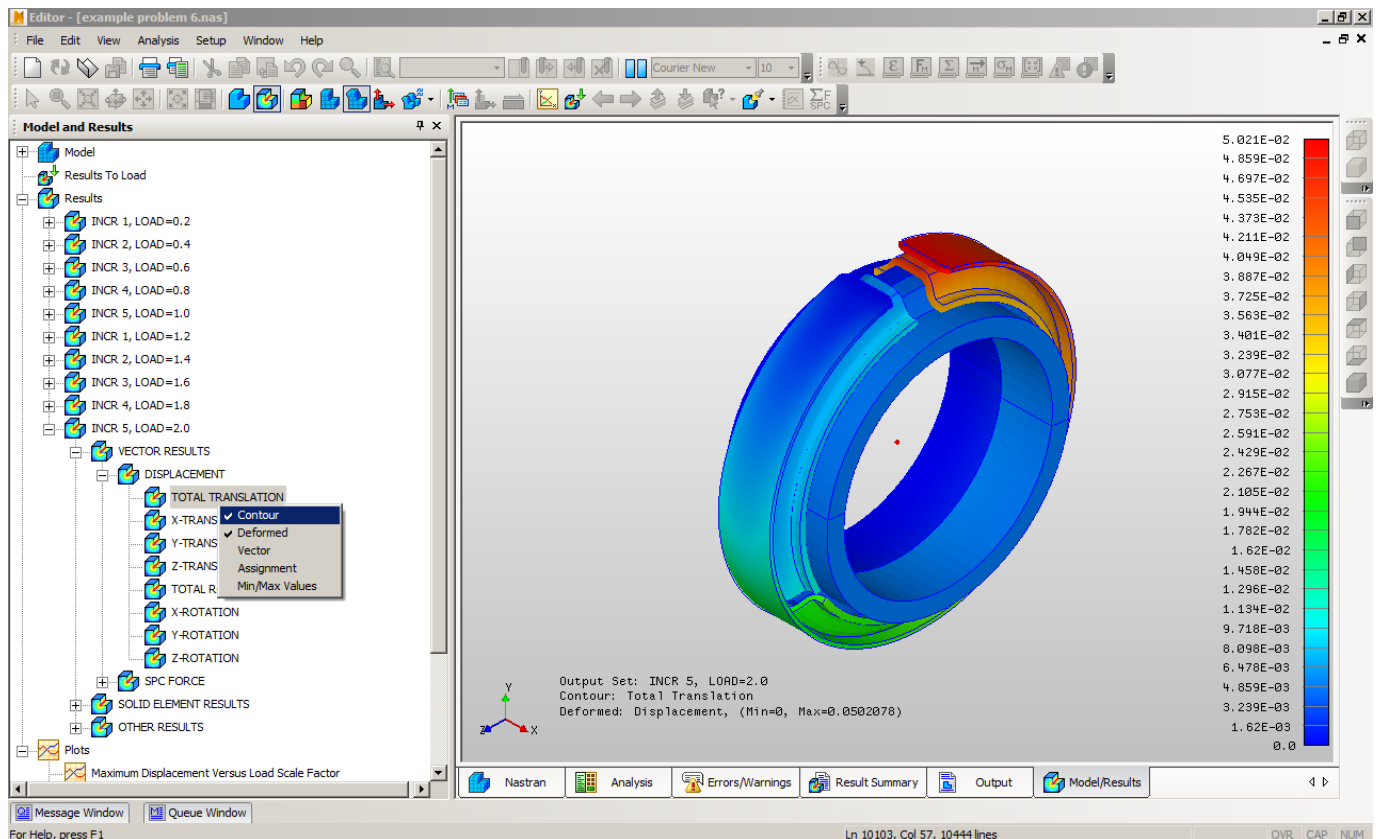 Editor - [example problem 6.nas]
File Edit View Analysis Setup Window Help
Courier New 10
M
ΣF
SPC
Model and Results
Model
Results To Load
Results
INCR 1, LOAD=0.2
INCR 2, LOAD=0.4
INCR 3, LOAD=0.6
INCR 4, LOAD=0.8
INCR 5, LOAD=1.0
INCR 1, LOAD=1.2
INCR 2, LOAD=1.4
INCR 3, LOAD=1.6
INCR 4, LOAD=1.8
INCR 5, LOAD=2.0
VECTOR RESULTS
DISPLACEMENT
TOTAL TRANSLATION
X-TRANS
Y-TRANS
Z-TRANS
TOTAL R
X-ROTATION
Y-ROTATION
Z-ROTATION
SPC FORCE
SOLID ELEMENT RESULTS
OTHER RESULTS
Plots
Maximum Displacement Versus Load Scale Factor
Contour
Deformed
Vector
Assignment
Min/Max Values
5.021E-02
4.859E-02
4.697E-02
4.535E-02
4.373E-02
4.211E-02
4.049E-02
3.887E-02
3.725E-02
3.563E-02
3.401E-02
3.239E-02
3.077E-02
2.915E-02
2.753E-02
2.591E-02
2.429E-02
2.267E-02
2.105E-02
1.944E-02
1.782E-02
1.62E-02
1.458E-02
1.296E-02
1.134E-02
9.718E-03
8.098E-03
6.478E-03
4.859E-03
3.239E-03
1.62E-03
0.0
Y
Z
X
Output Set: INCR 5, LOAD=2.0
Contour: Total Translation
Deformed: Displacement, (Min=0, Max=0.0502078)
Nastran Analysis Errors/Warnings Result Summary Output Model/Results
Message Window Queue Window
For Help, press F1 Ln 10103, Col 57, 10444 lines OVR CAP NUM